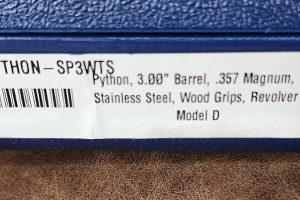 THON-SP3WTS
Python, 3.00" Barrel, .357 Magnum,
Stainless Steel, Wood Grips, Revolver
Model D